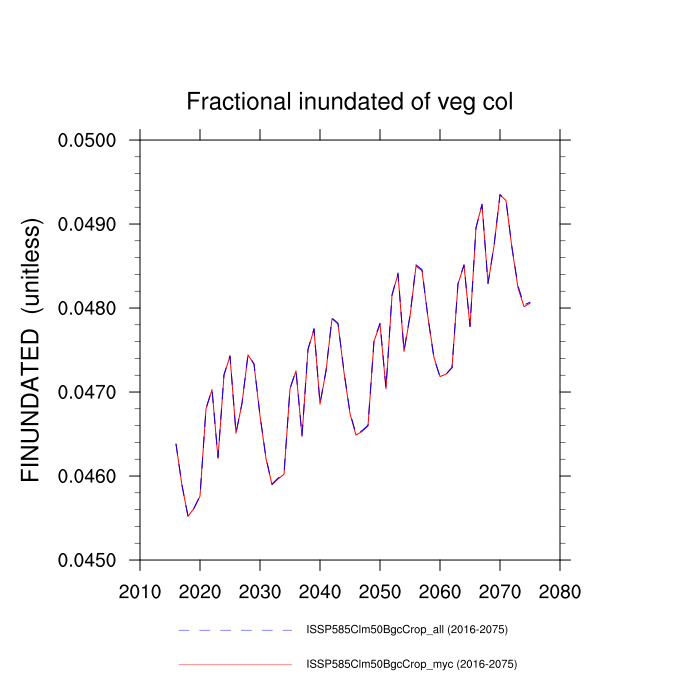 Fractional inundated of veg col
FINUNDATED (unitless)
0.0500
0.0490
0.0480
0.0470
0.0460
0.0450
2010 2020 2030 2040 2050 2060 2070 2080
ISSP585Clm50BgcCrop_all (2016-2075)
ISSP585Clm50BgcCrop_myc (2016-2075)